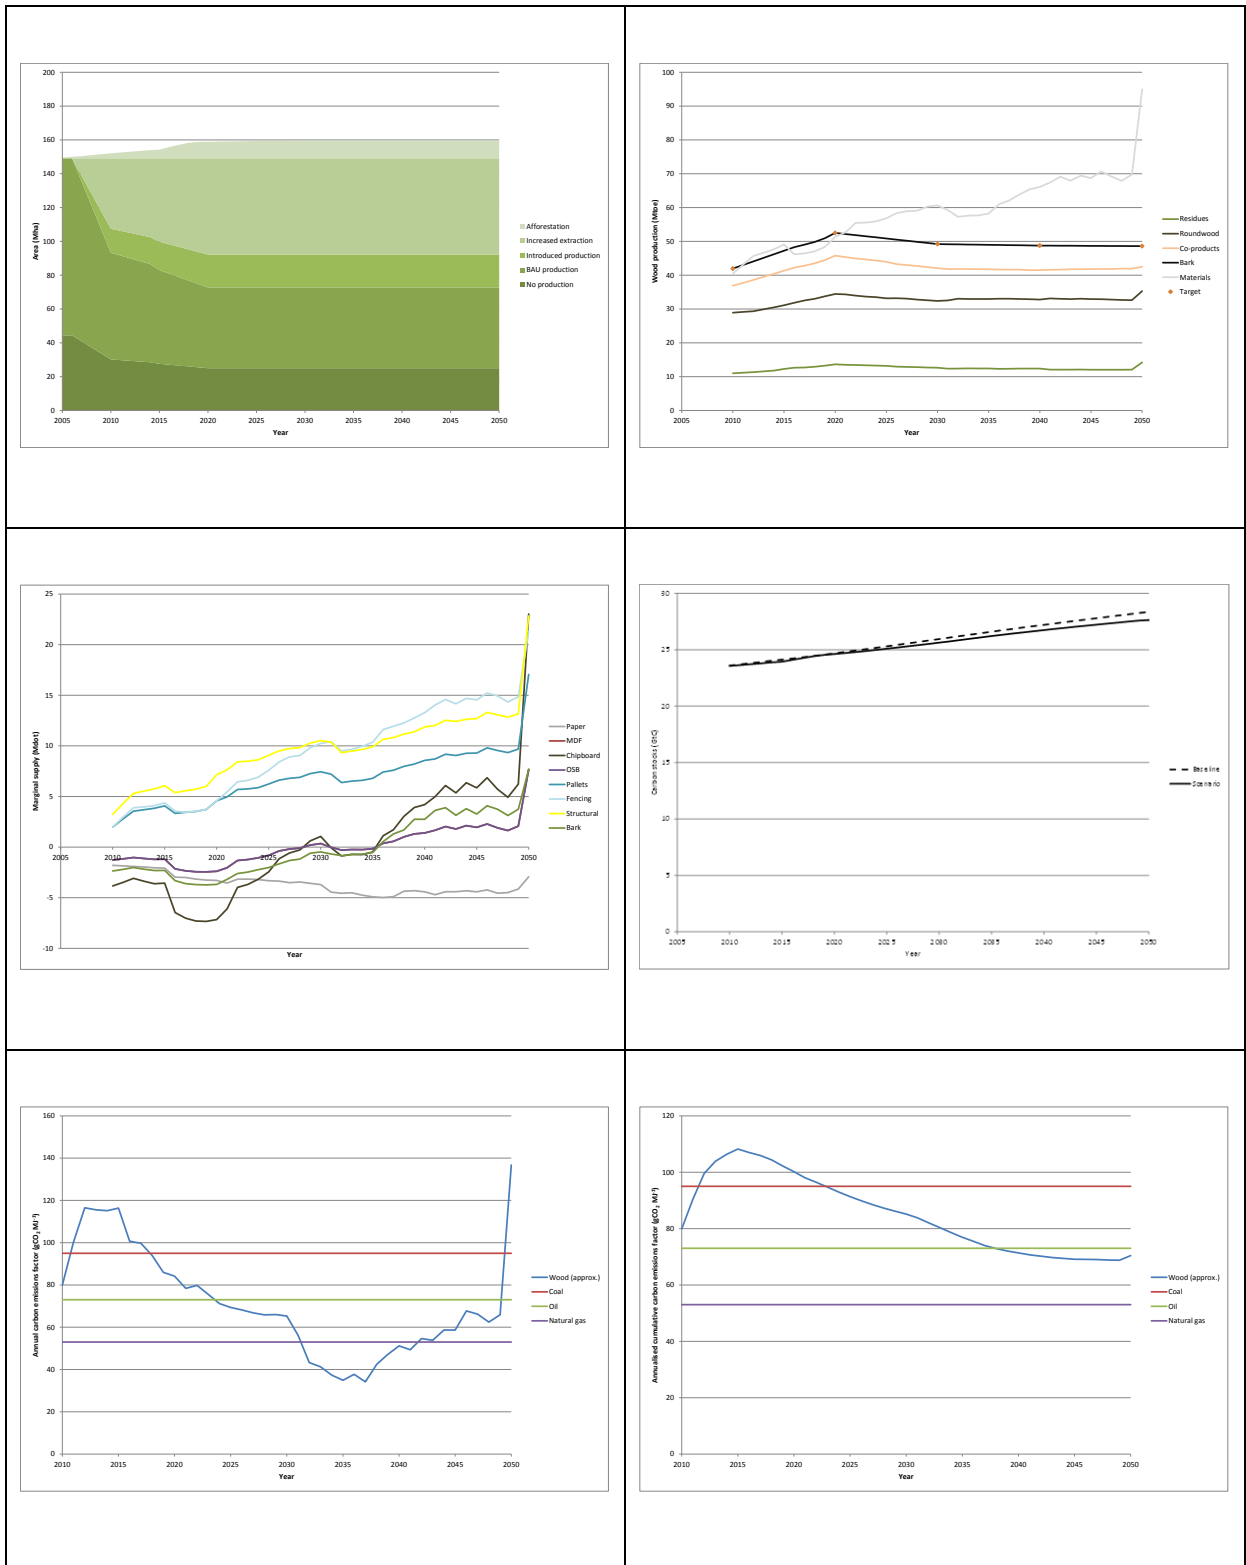 200
180
160
140
120
100
80
60
40
20
0
Area (Mha)
2005 2010 2015 2020 2025 2030 2035 2040 2045 2050
Year
Afforestation
Increased extraction
Introduced production
BAU production
No production
100
90
80
70
60
50
40
30
20
10
0
Wood production (Mtoe)
2005 2010 2015 2020 2025 2030 2035 2040 2045 2050
Year
Residues
Roundwood
Co-products
Bark
Materials
Target
25
20
15
10
5
0
-5
-10
Marginal supply (Mdot)
2005 2010 2015 2020 2025 2030 2035 2040 2045 2050
Year
Paper
MDF
Chipboard
OSB
Pallets
Fencing
Structural
Bark
30
25
20
15
10
5
0
Carbon stocks (GtC)
2005 2010 2015 2020 2025 2030 2035 2040 2045 2050
Year
Baseline
Scenario
160
140
120
100
80
60
40
20
0
Annual carbon emissions factor (gCO₂ MJ⁻¹)
2010 2015 2020 2025 2030 2035 2040 2045 2050
Year
Wood (approx.)
Coal
Oil
Natural gas
120
100
80
60
40
20
0
Annualised cumulative carbon emissions factor (gCO₂ MJ⁻¹)
2010 2015 2020 2025 2030 2035 2040 2045 2050
Year
Wood (approx.)
Coal
Oil
Natural gas